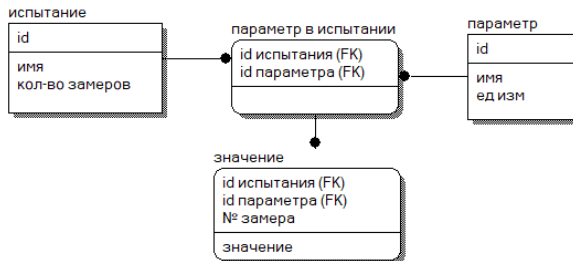 испытание
id
имя
кол-во замеров
параметр в испытании
id испытания (FK)
id параметра (FK)
параметр
id
имя
ед изм
значение
id испытания (FK)
id параметра (FK)
№ замера
значение